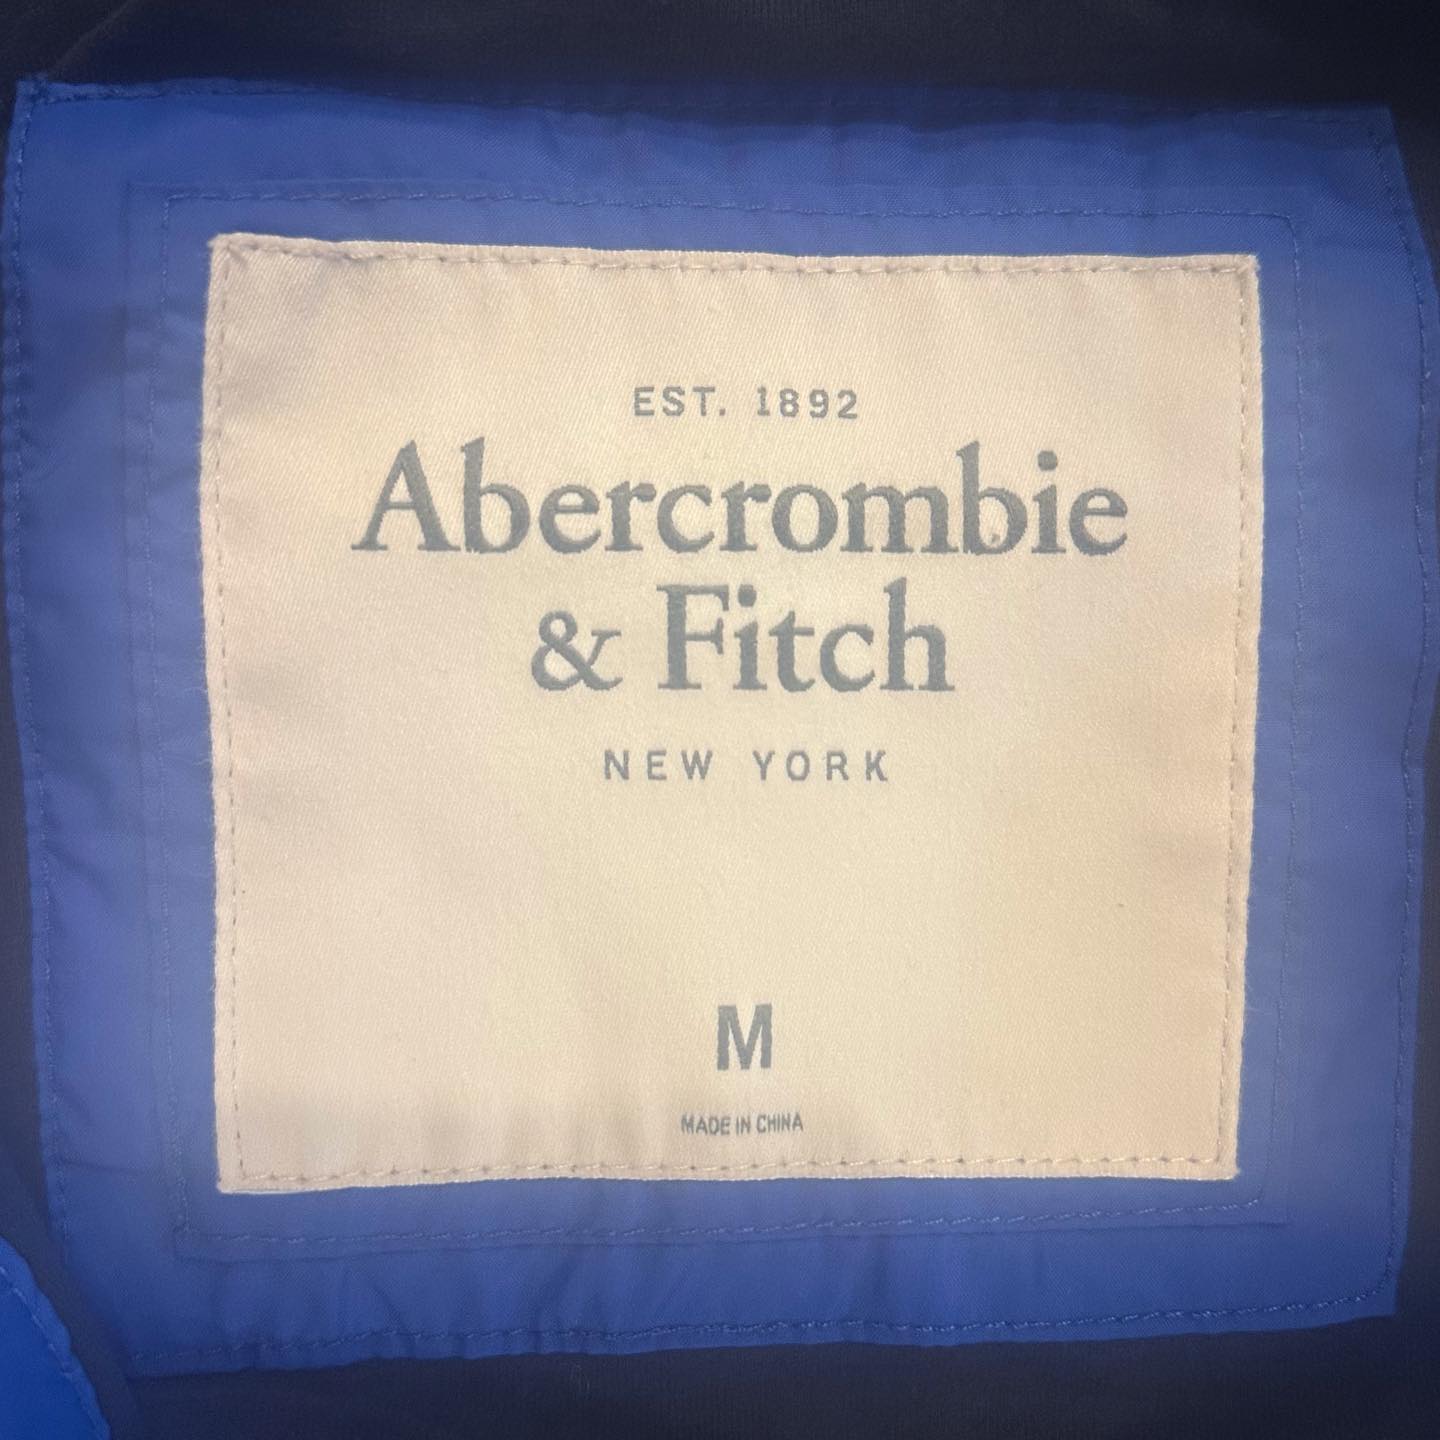 EST. 1892
Abercrombie
& Fitch
NEW YORK
M
MADE IN CHINA